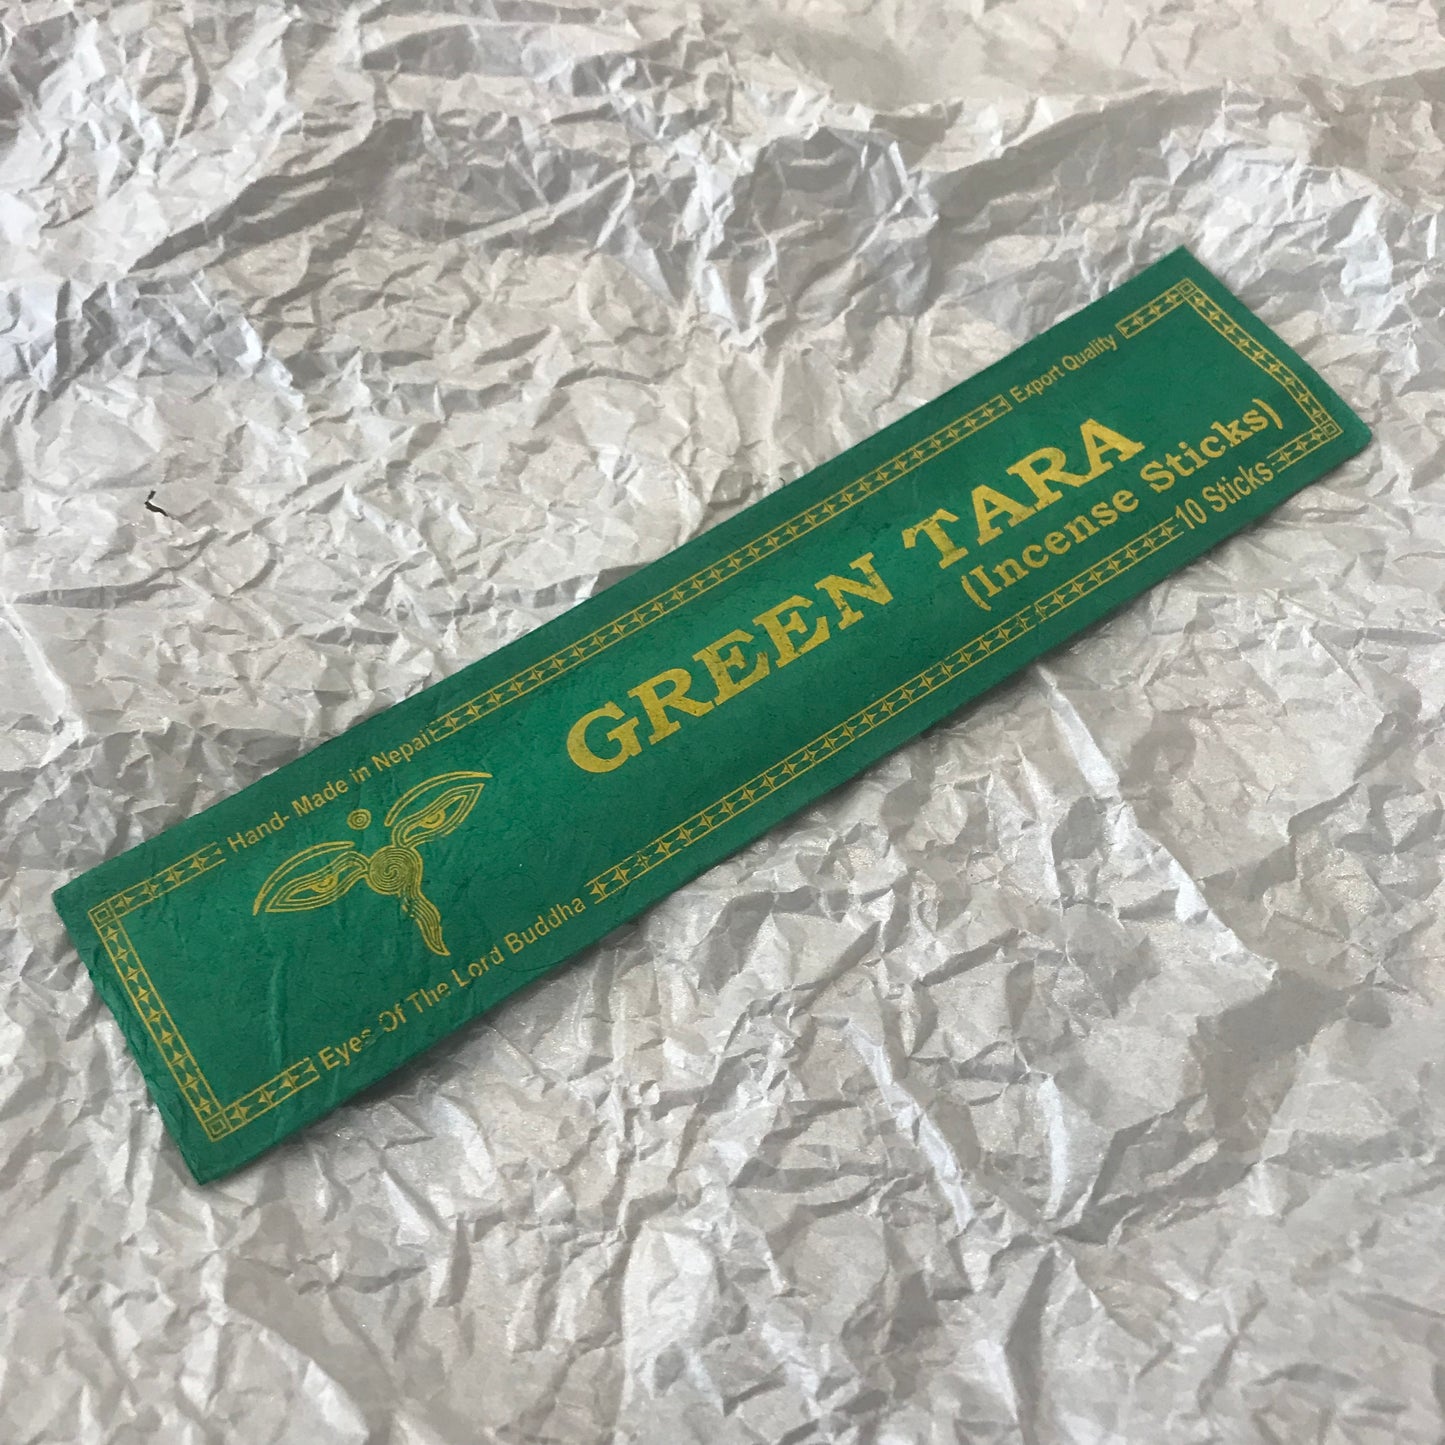 Hand- Made in Nepal
Export Quality
GREEN TARA
(Incense Sticks)
Eyes Of The Lord Buddha
10 Sticks